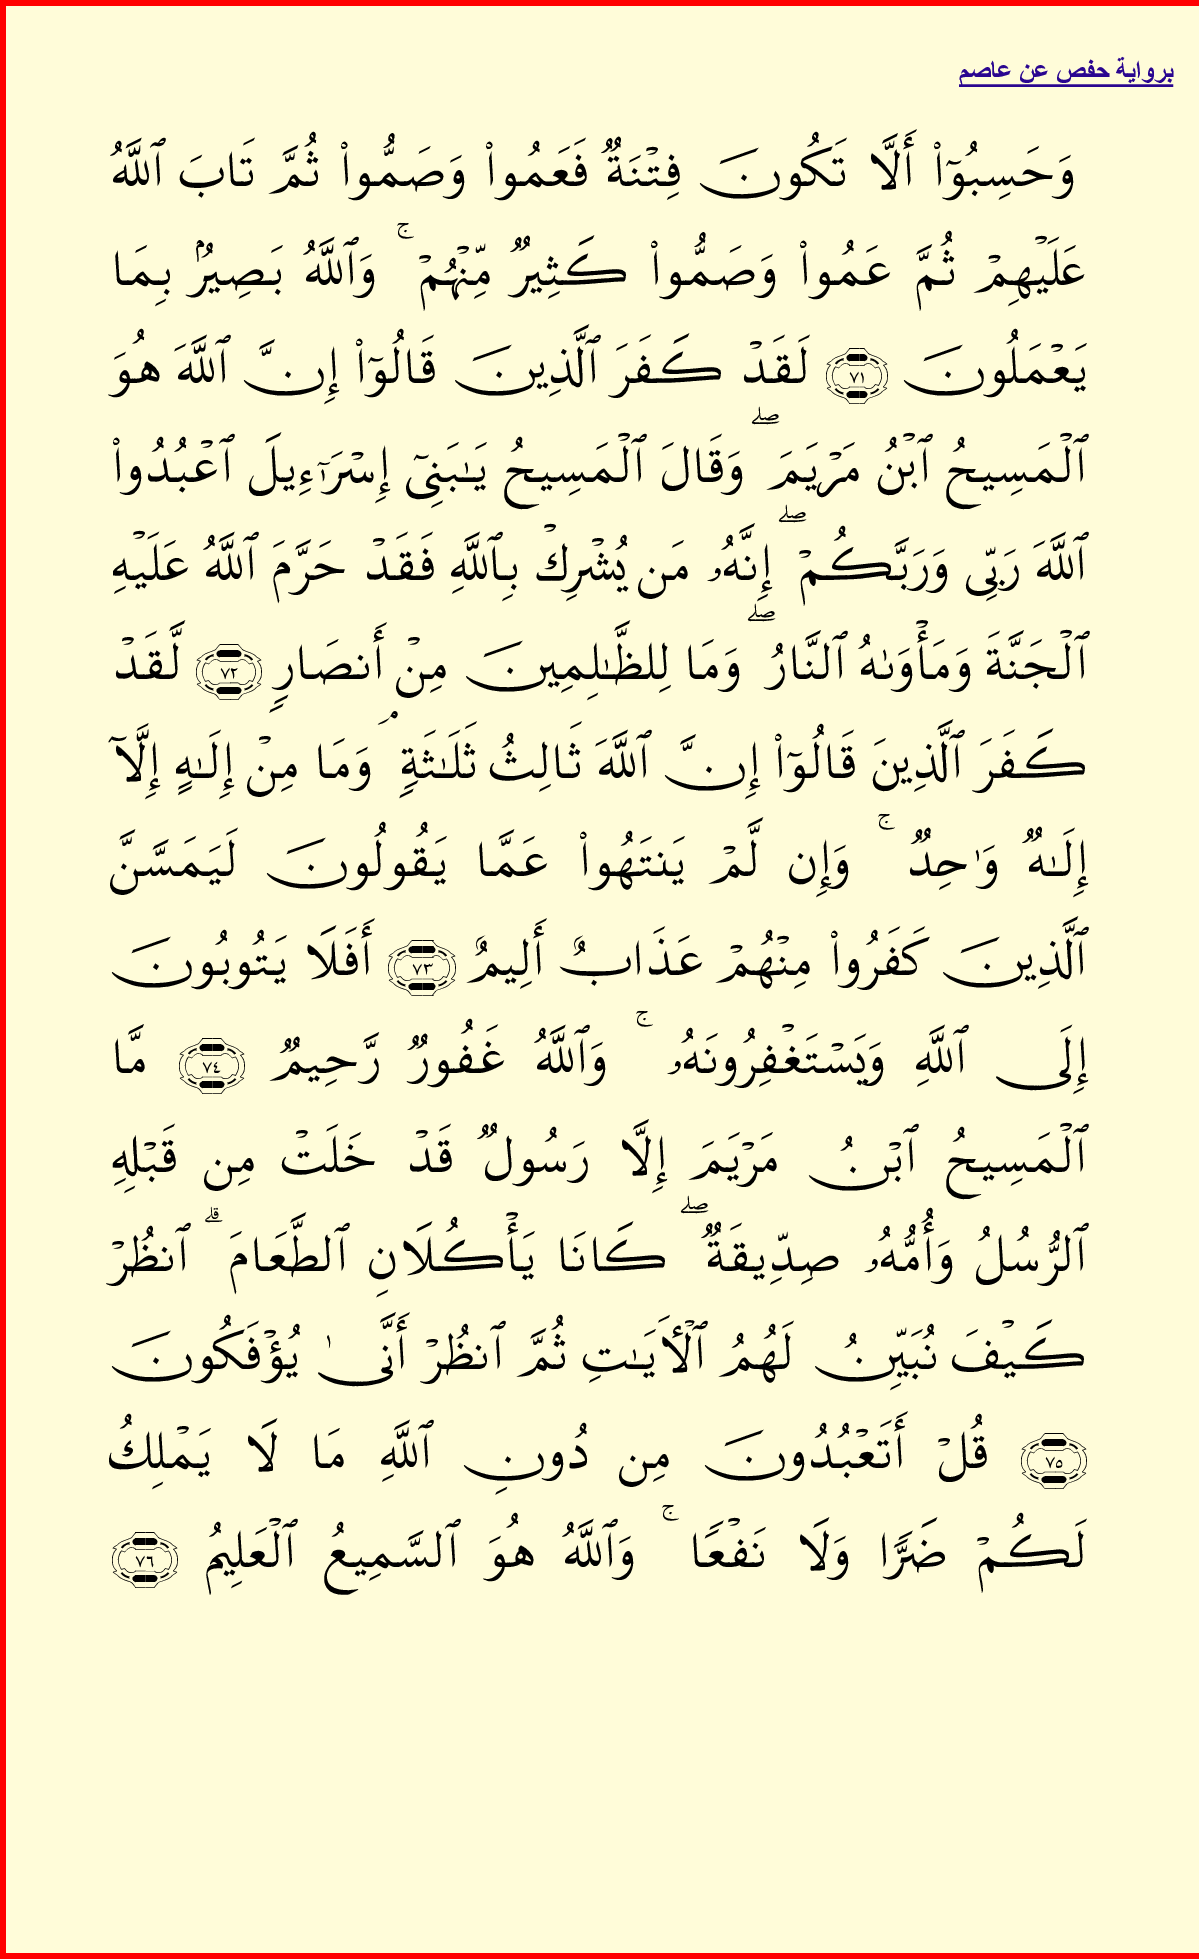 برواية حفص عن عاصم
وَحَسِبُوٓا۟ أَلَّا تَكُونَ فِتْنَةٌ فَعَمُوا۟ وَصَمُّوا۟ ثُمَّ تَابَ ٱللَّهُ
عَلَيْهِمْ ثُمَّ عَمُوا۟ وَصَمُّوا۟ كَثِيرٌ مِّنْهُمْ ۚ وَٱللَّهُ بَصِيرٌۢ بِمَا
يَعْمَلُونَ ٧١ لَقَدْ كَفَرَ ٱلَّذِينَ قَالُوٓا۟ إِنَّ ٱللَّهَ هُوَ
ٱلْمَسِيحُ ٱبْنُ مَرْيَمَ ۖ وَقَالَ ٱلْمَسِيحُ يَـٰبَنِىٓ إِسْرَٰٓءِيلَ ٱعْبُدُوا۟
ٱللَّهَ رَبِّى وَرَبَّكُمْ ۖ إِنَّهُۥ مَن يُشْرِكْ بِٱللَّهِ فَقَدْ حَرَّمَ ٱللَّهُ عَلَيْهِ
ٱلْجَنَّةَ وَمَأْوَىٰهُ ٱلنَّارُ ۖ وَمَا لِلظَّـٰلِمِينَ مِنْ أَنصَارٍ ٧٢ لَّقَدْ
كَفَرَ ٱلَّذِينَ قَالُوٓا۟ إِنَّ ٱللَّهَ ثَالِثُ ثَلَـٰثَةٍ ۘ وَمَا مِنْ إِلَـٰهٍ إِلَّآ
إِلَـٰهٌ وَٰحِدٌ ۚ وَإِن لَّمْ يَنتَهُوا۟ عَمَّا يَقُولُونَ لَيَمَسَّنَّ
ٱلَّذِينَ كَفَرُوا۟ مِنْهُمْ عَذَابٌ أَلِيمٌ ٧٣ أَفَلَا يَتُوبُونَ
إِلَى ٱللَّهِ وَيَسْتَغْفِرُونَهُۥ ۚ وَٱللَّهُ غَفُورٌ رَّحِيمٌ ٧٤ مَّا
ٱلْمَسِيحُ ٱبْنُ مَرْيَمَ إِلَّا رَسُولٌ قَدْ خَلَتْ مِن قَبْلِهِ
ٱلرُّسُلُ وَأُمُّهُۥ صِدِّيقَةٌ ۖ كَانَا يَأْكُلَانِ ٱلطَّعَامَ ۗ ٱنظُرْ
كَيْفَ نُبَيِّنُ لَهُمُ ٱلْـَٔايَـٰتِ ثُمَّ ٱنظُرْ أَنَّىٰ يُؤْفَكُونَ
٧٥ قُلْ أَتَعْبُدُونَ مِن دُونِ ٱللَّهِ مَا لَا يَمْلِكُ
لَكُمْ ضَرًّا وَلَا نَفْعًا ۚ وَٱللَّهُ هُوَ ٱلسَّمِيعُ ٱلْعَلِيمُ ٧٦